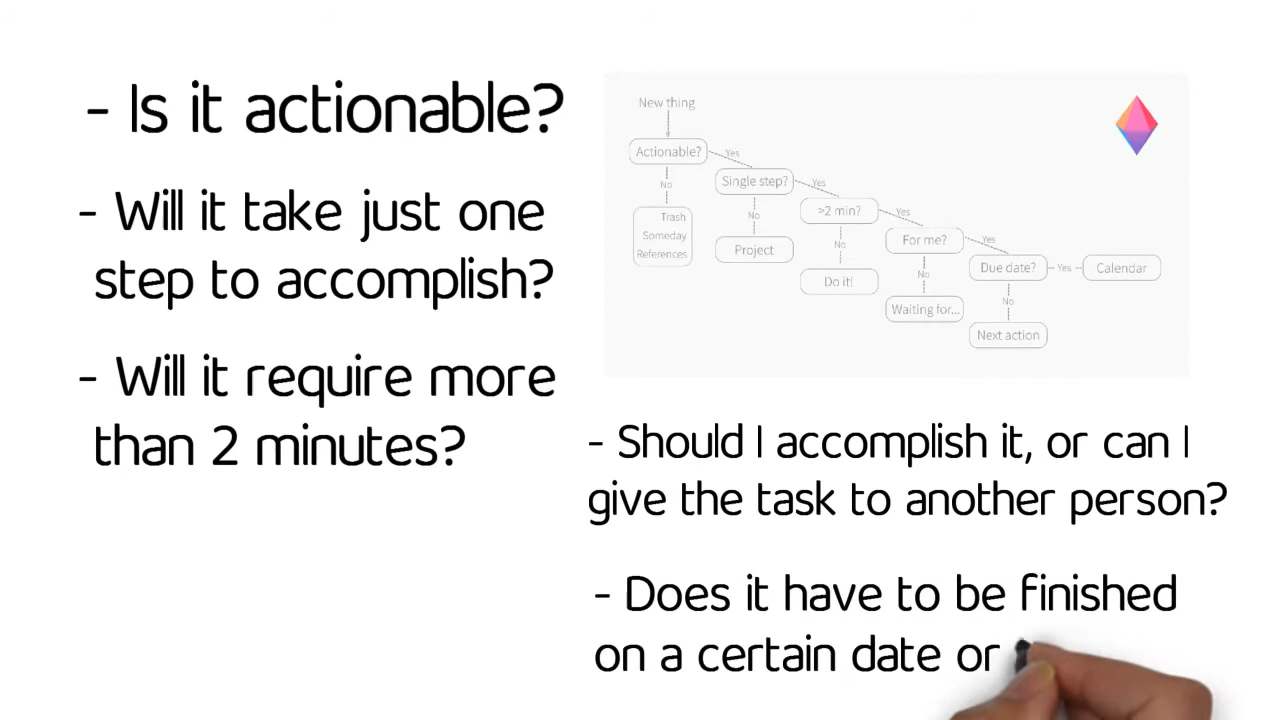 - Is it actionable?
- Will it take just one
step to accomplish?
- Will it require more
than 2 minutes?
New thing
Actionable?
Yes
No
Trash
Someday
References
Single step?
Yes
No
Project
>2 min?
Yes
No
Do it!
For me?
Yes
No
Waiting for...
Due date?
Yes
Calendar
No
Next action
- Should I accomplish it, or can I
give the task to another person?
- Does it have to be finished
on a certain date or